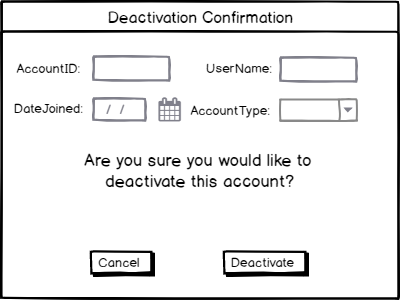 Deactivation Confirmation
AccountID: UserName:
DateJoined: / / AccountType:
Are you sure you would like to
deactivate this account?
Cancel Deactivate